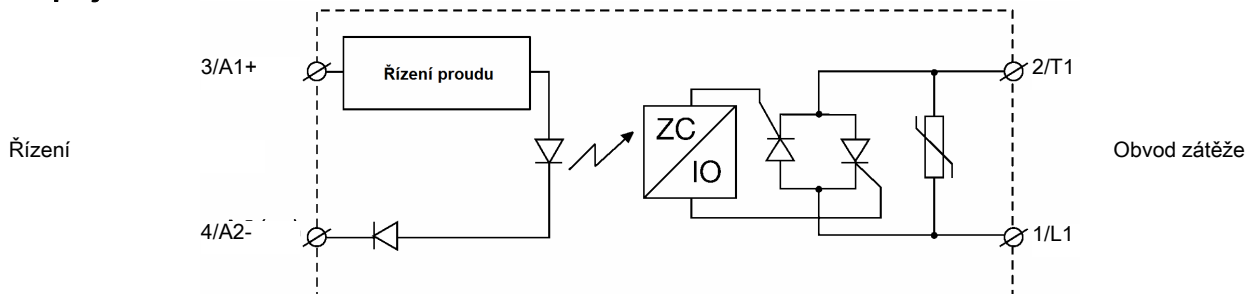 3/A1+
Řízení proudu
2/T1
ZC
IO
Řízení
Obvod zátěže
4/A2-
1/L1